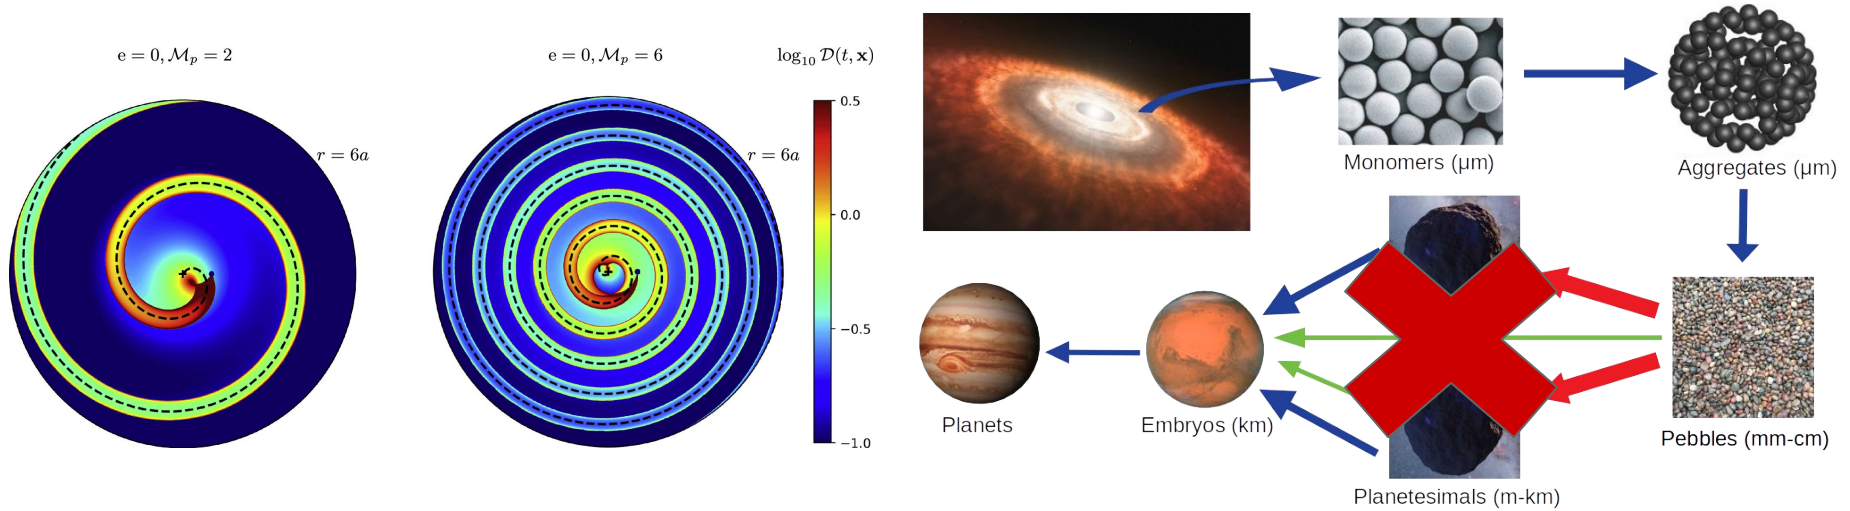 e = 0, ℳₚ = 2
r = 6a
e = 0, ℳₚ = 6
r = 6a
log₁₀ 𝒟(t, x)
0.5
0.0
−0.5
−1.0
Monomers (μm)
Aggregates (μm)
Pebbles (mm-cm)
Planetesimals (m-km)
Embryos (km)
Planets